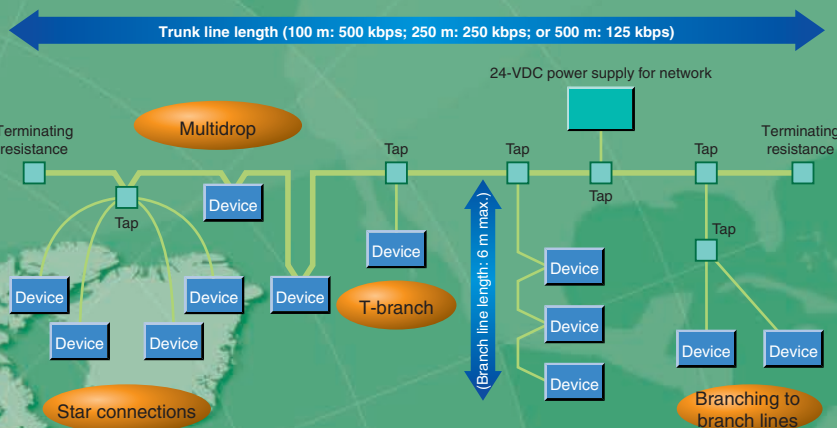 Trunk line length (100 m: 500 kbps; 250 m: 250 kbps; or 500 m: 125 kbps)
24-VDC power supply for network
Multidrop
Terminating
resistance
Tap
Tap
Tap
Tap
Tap
Terminating
resistance
Tap
Device
Device
Device
Device
Device
Device
Device
Device
T-branch
(Branch line length: 6 m max.)
Device
Device
Device
Device
Device
Star connections
Branching to
branch lines